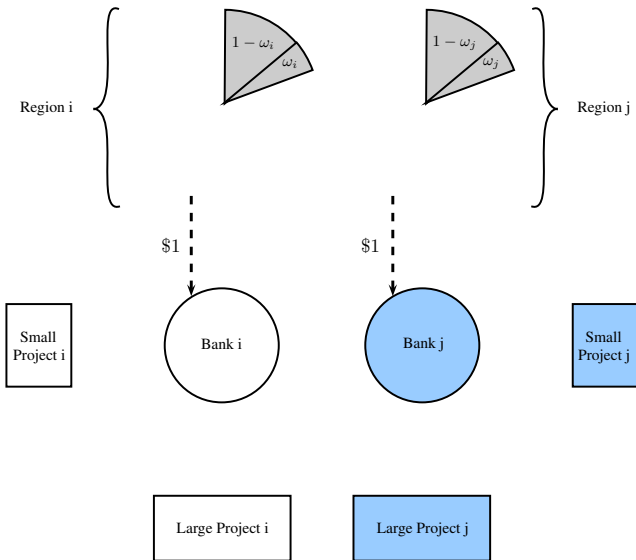 1 − ω_i
ω_i
1 − ω_j
ω_j
Region i
Region j
$1
$1
Small
Project i
Bank i
Bank j
Small
Project j
Large Project i
Large Project j